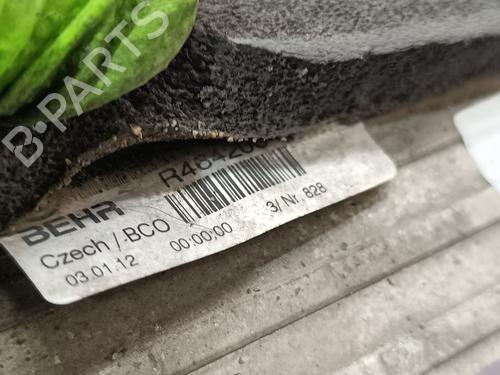 B-PARTS
BEHR
Czech / BCO
03.01.12
00:00:00
3/ Nr. 828